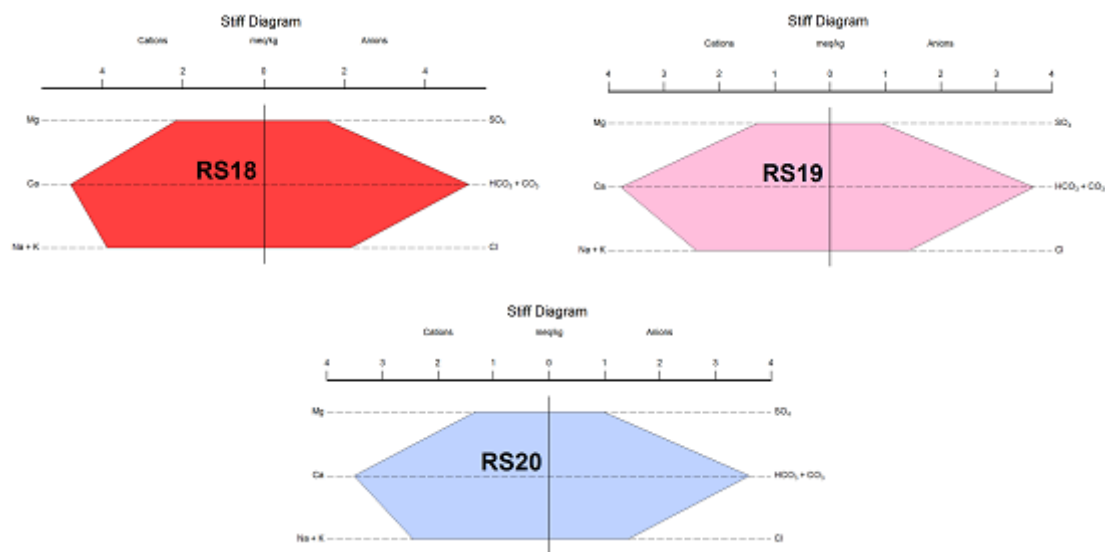 Stiff Diagram
Cations meq/kg Anions
4 2 0 2 4
Mg SO₄
RS18
Ca HCO₃ + CO₃
Na + K Cl
Stiff Diagram
Cations meq/kg Anions
4 3 2 1 0 1 2 3 4
Mg SO₄
RS19
Ca HCO₃ + CO₃
Na + K Cl
Stiff Diagram
Cations meq/kg Anions
4 3 2 1 0 1 2 3 4
Mg SO₄
RS20
Ca HCO₃ + CO₃
Na + K Cl